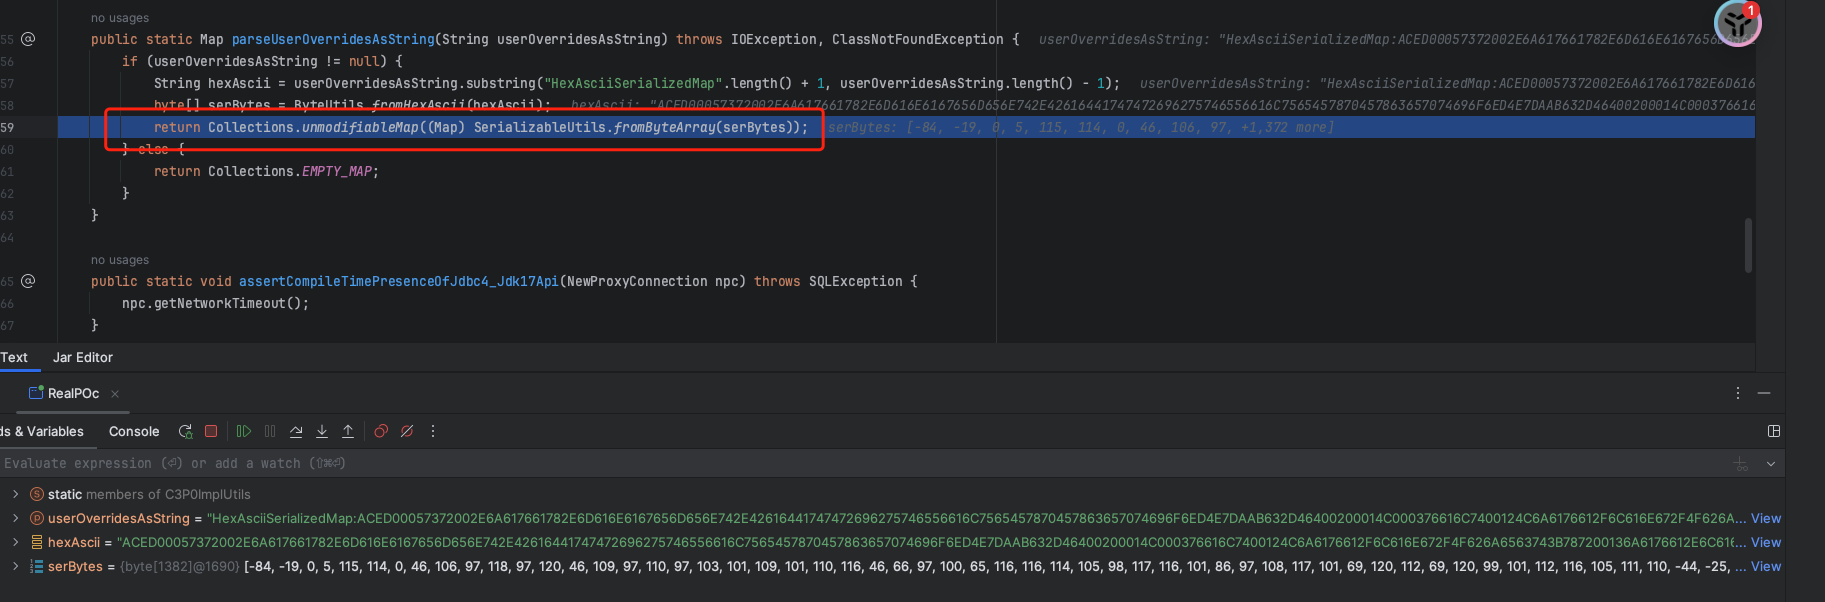 no usages
55 @ public static Map parseUserOverridesAsString(String userOverridesAsString) throws IOException, ClassNotFoundException { userOverridesAsString: "HexAsciiSerializedMap:
1
56 if (userOverridesAsString != null) {
57 String hexAscii = userOverridesAsString.substring("HexAsciiSerializedMap".length() + 1, userOverridesAsString.length() - 1); userOverridesAsString: "HexAsciiSerializedMap:ACED00057372002E6A617661782E6D616
58 byte[] serBytes = ByteUtils.fromHexAscii(hexAscii); hexAscii:
59 return Collections.unmodifiableMap((Map) SerializableUtils.fromByteArray(serBytes)); serBytes: [-84, -19, 0, 5, 115, 114, 0, 46, 106, 97, +1,372 more]
60 } else {
61 return Collections.EMPTY_MAP;
62 }
63 }
64
no usages
65 @ public static void assertCompileTimePresenceOfJdbc4_Jdk17Api(NewProxyConnection npc) throws SQLException {
66 npc.getNetworkTimeout();
67 }
Text Jar Editor
RealPOc
ds & Variables Console
Evaluate expression (⏎) or add a watch (⇧⌘⏎)
static members of C3P0ImplUtils
userOverridesAsString = ... View
hexAscii = ... View
serBytes = {byte[1382]@1690} [-84, -19, 0, 5, 115, 114, 0, 46, 106, 97, 118, 97, 120, 46, 109, 97, 110, 97, 103, 101, 109, 101, 110, 116, 46, 66, 97, 100, 65, 116, 116, 114, 105, 98, 117, 116, 101, 86, 97, 108, 117, 101, 69, 120, 112, 69, 120, 99, 101, 112, 116, 105, 111, 110, -44, -25, ... View